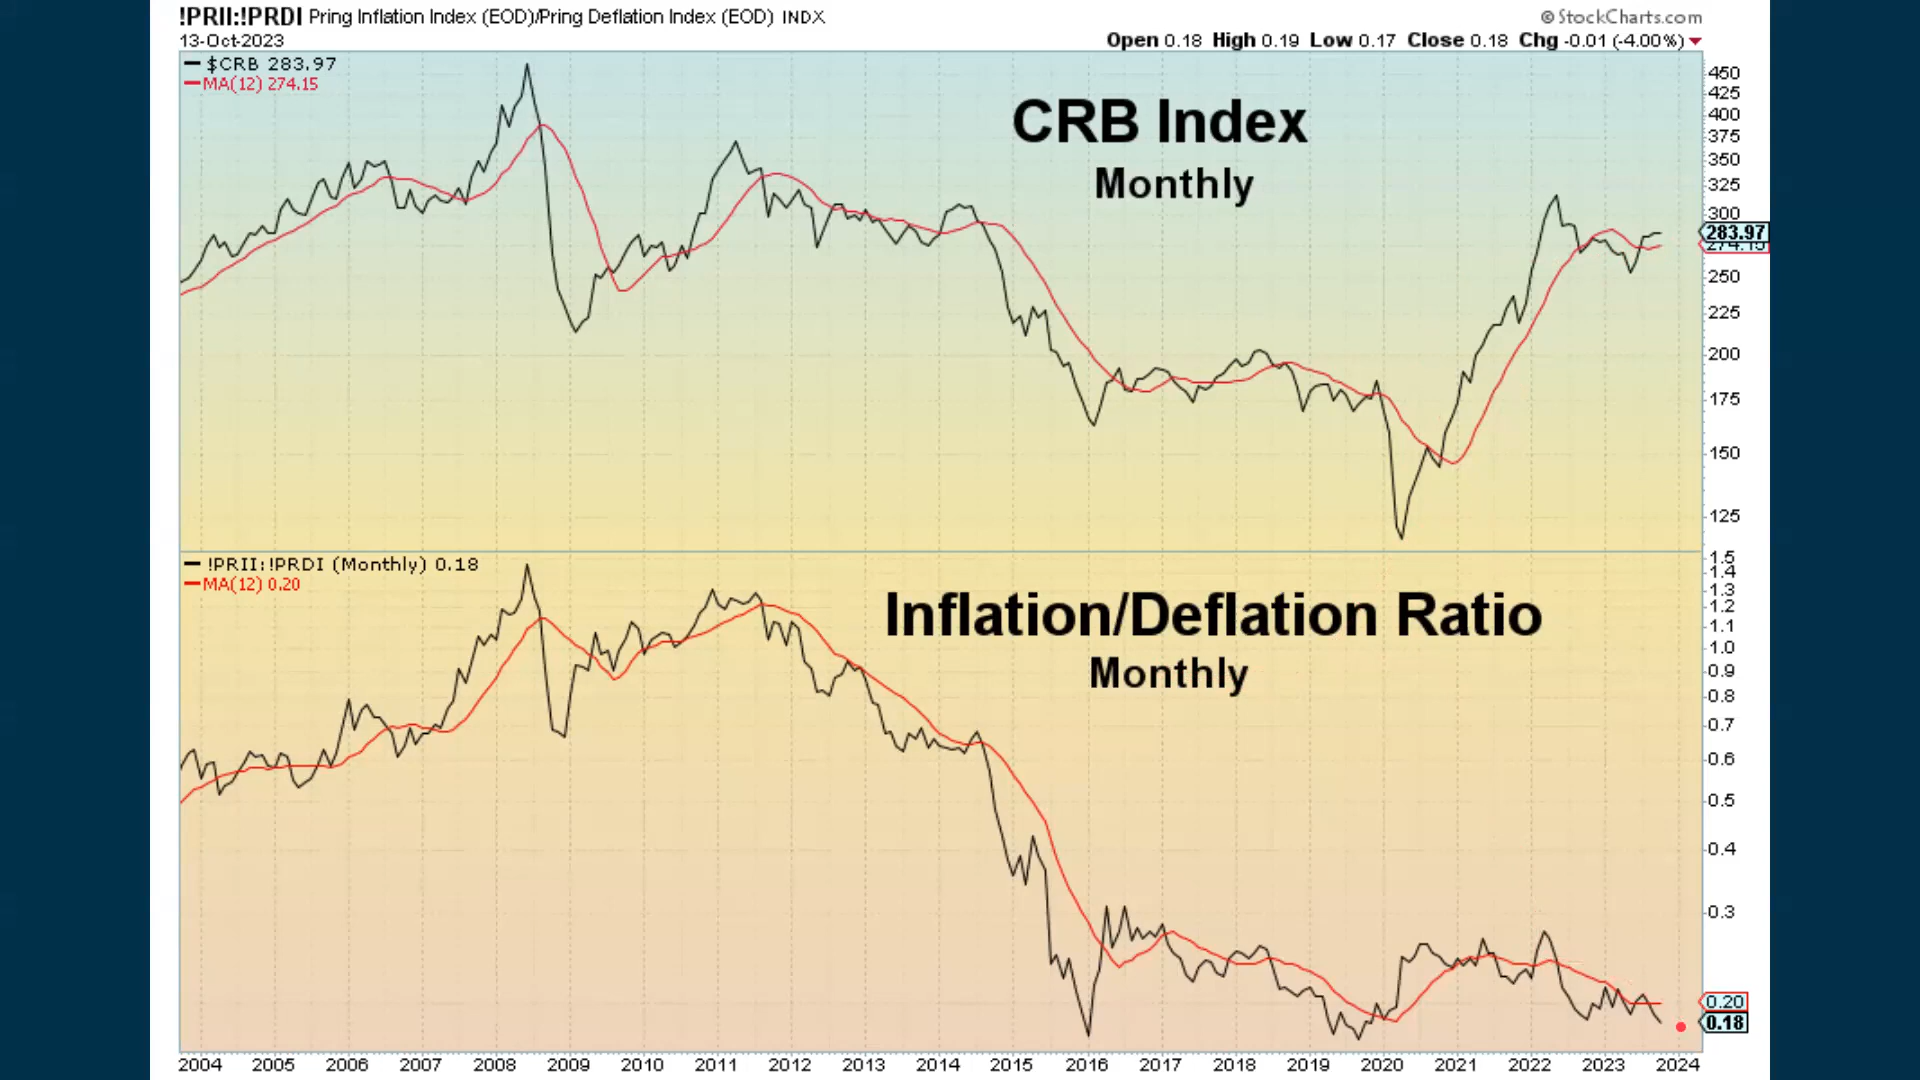 !PRII:!PRDI Pring Inflation Index (EOD)/Pring Deflation Index (EOD) INDX
© StockCharts.com
13-Oct-2023
Open 0.18 High 0.19 Low 0.17 Close 0.18 Chg -0.01 (-4.00%)
$CRB 283.97
MA(12) 274.15
CRB Index
Monthly
450
425
400
375
350
325
300
283.97
274.15
250
225
200
175
150
125
!PRII:!PRDI (Monthly) 0.18
MA(12) 0.20
Inflation/Deflation Ratio
Monthly
1.5
1.4
1.3
1.2
1.1
1.0
0.9
0.8
0.7
0.6
0.5
0.4
0.3
0.20
0.18
2004 2005 2006 2007 2008 2009 2010 2011 2012 2013 2014 2015 2016 2017 2018 2019 2020 2021 2022 2023 2024